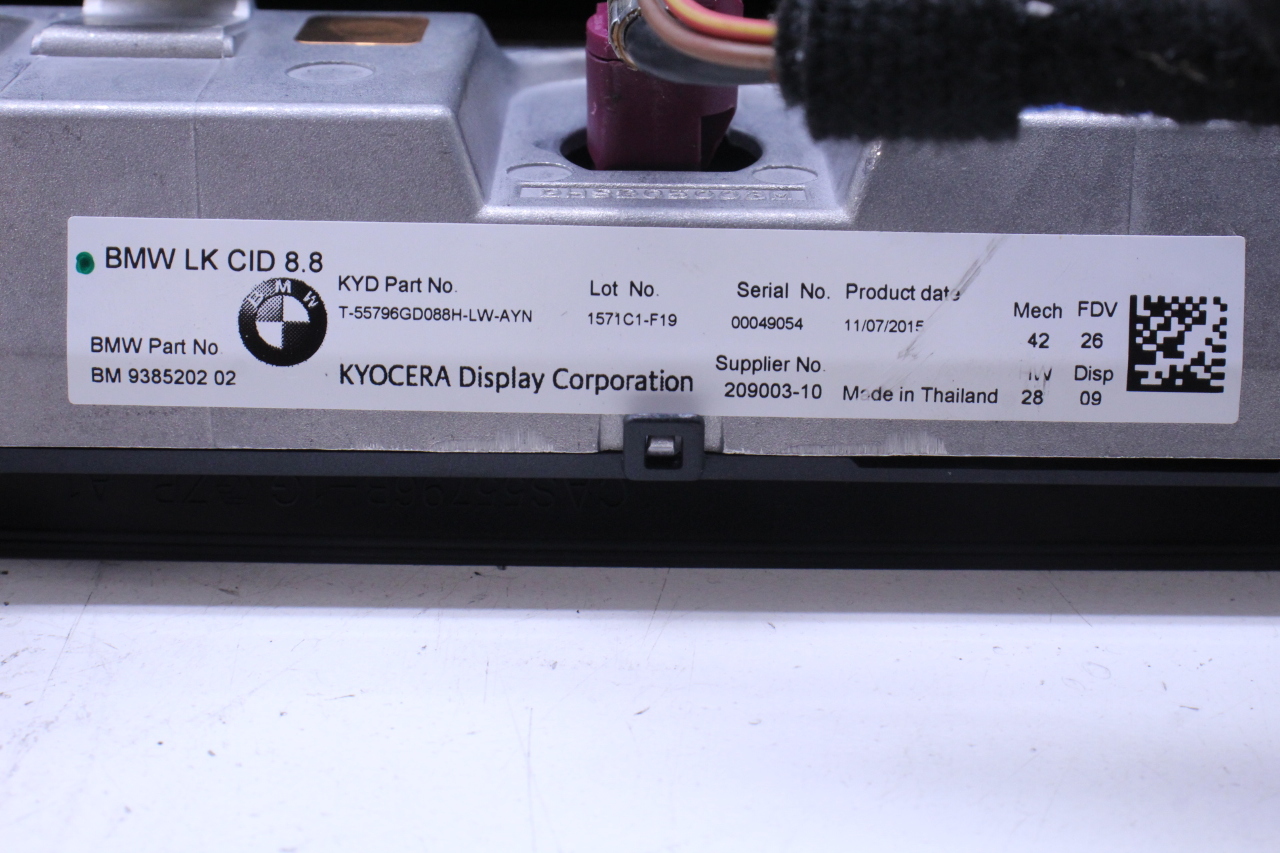 BMW LK CID 8.8
BMW
KYD Part No.
T-55796GD088H-LW-AYN
Lot No.
1571C1-F19
Serial No.
00049054
Product date
11/07/2015
Mech
42
FDV
26
BMW Part No
BM 9385202 02
KYOCERA Display Corporation
Supplier No.
209003-10
Made in Thailand
HW
28
Disp
09